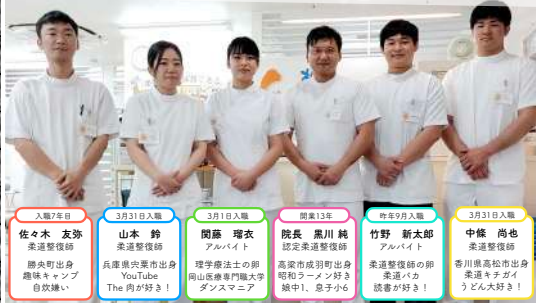 入職7年目
佐々木 友弥
柔道整復師
勝央町出身
趣味キャンプ
自炊嫌い
3月31日入職
山本 鈴
柔道整復師
兵庫県宍粟市出身
YouTube
The 肉が好き！
3月1日入職
関藤 瑠衣
アルバイト
理学療法士の卵
岡山医療専門職大学
ダンスマニア
開業13年
院長 黒川 純
認定柔道整復師
高梁市成羽町出身
昭和ラーメン好き
娘中1、息子小6
昨年9月入職
竹野 新太郎
アルバイト
柔道整復師の卵
柔道バカ
読書が好き！
3月31日入職
中條 尚也
柔道整復師
香川県高松市出身
柔道キチガイ
うどん大好き！